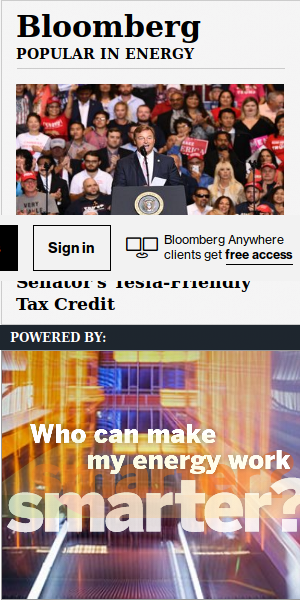 Bloomberg
POPULAR IN ENERGY
Sign in
Bloomberg Anywhere
clients get free access
Senator's Tesla-Friendly
Tax Credit
POWERED BY:
Who can make
my energy work
smarter?